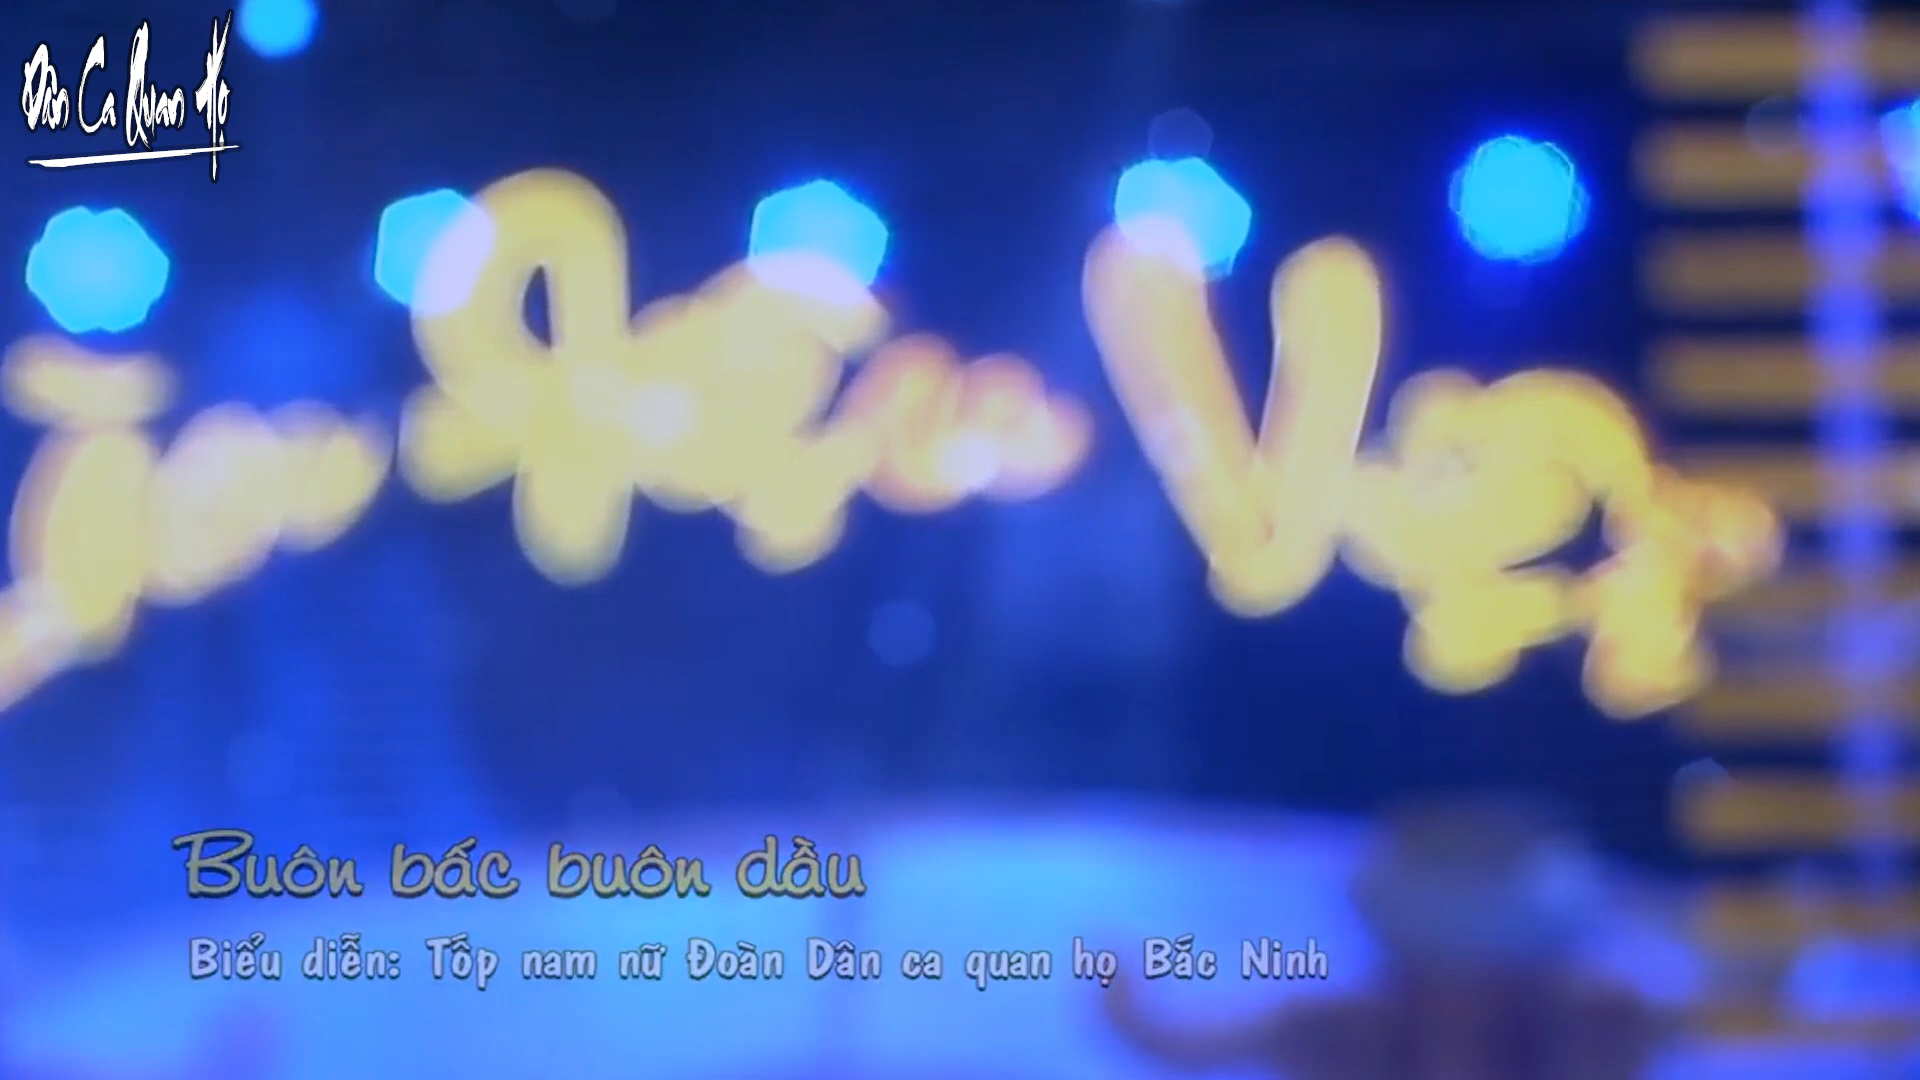 Dân Ca Quan Họ
Buôn bấc buôn dầu
Biểu diễn: Tốp nam nữ Đoàn Dân ca quan họ Bắc Ninh